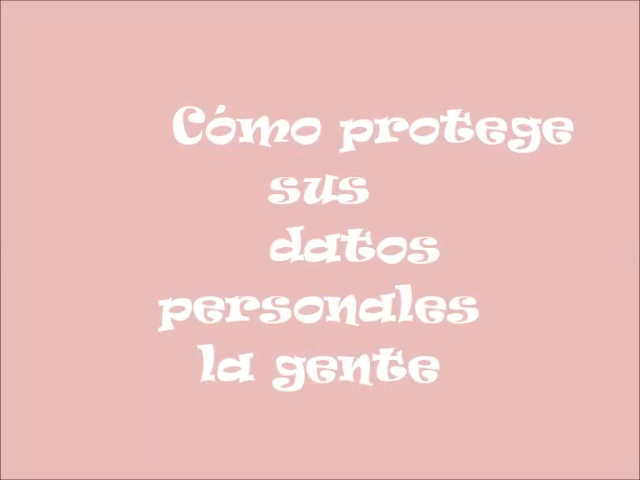 Cómo protege
sus
datos
personales
la gente